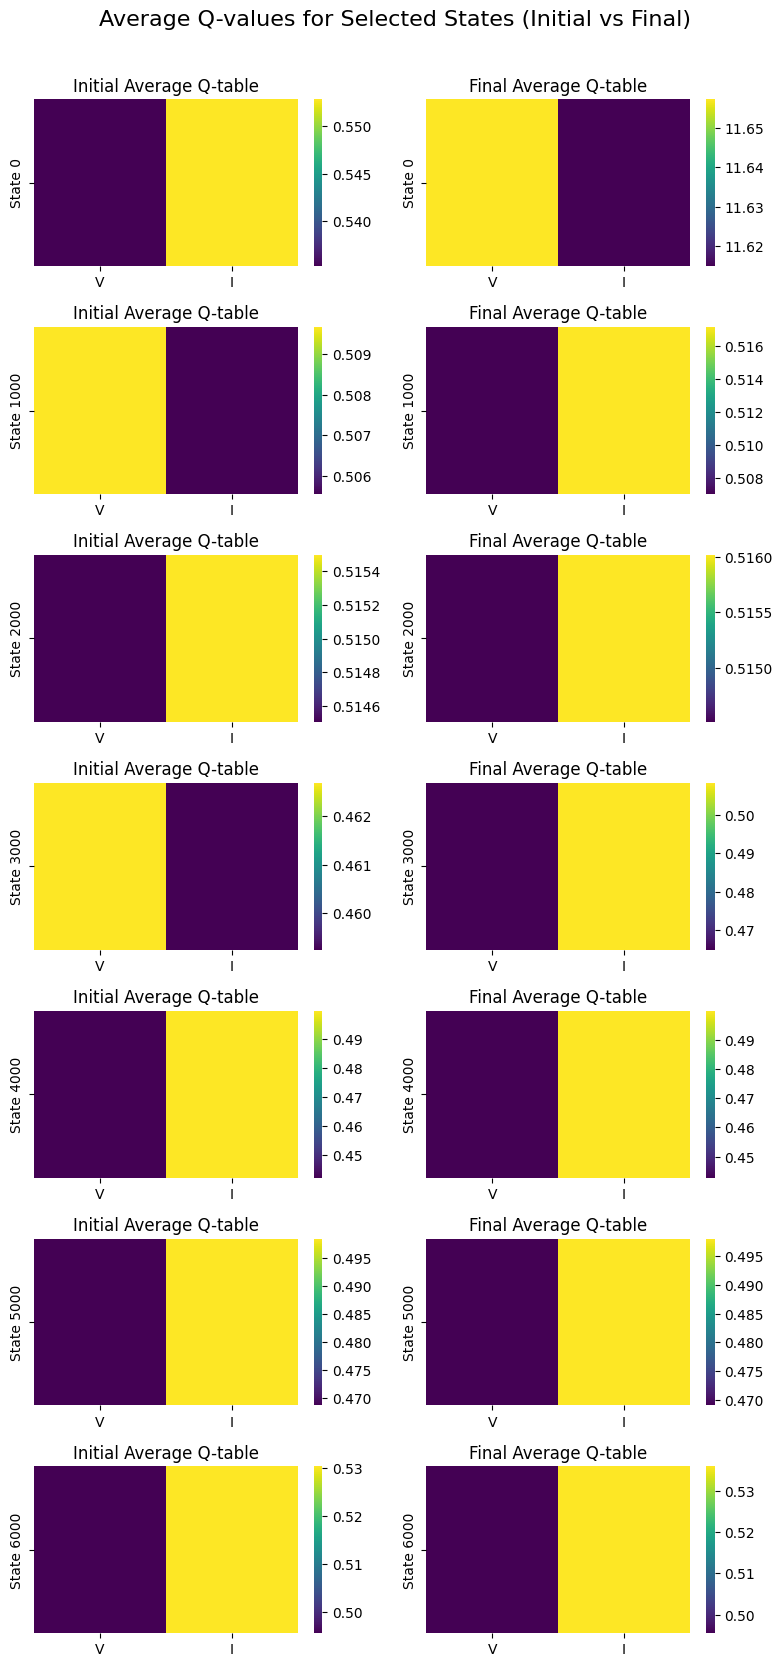 Average Q-values for Selected States (Initial vs Final)
Initial Average Q-table
State 0
V I
0.550
0.545
0.540
Final Average Q-table
State 0
V I
11.65
11.64
11.63
11.62
Initial Average Q-table
State 1000
V I
0.509
0.508
0.507
0.506
Final Average Q-table
State 1000
V I
0.516
0.514
0.512
0.510
0.508
Initial Average Q-table
State 2000
V I
0.5154
0.5152
0.5150
0.5148
0.5146
Final Average Q-table
State 2000
V I
0.5160
0.5155
0.5150
Initial Average Q-table
State 3000
V I
0.462
0.461
0.460
Final Average Q-table
State 3000
V I
0.50
0.49
0.48
0.47
Initial Average Q-table
State 4000
V I
0.49
0.48
0.47
0.46
0.45
Final Average Q-table
State 4000
V I
0.49
0.48
0.47
0.46
0.45
Initial Average Q-table
State 5000
V I
0.495
0.490
0.485
0.480
0.475
0.470
Final Average Q-table
State 5000
V I
0.495
0.490
0.485
0.480
0.475
0.470
Initial Average Q-table
State 6000
V I
0.53
0.52
0.51
0.50
Final Average Q-table
State 6000
V I
0.53
0.52
0.51
0.50